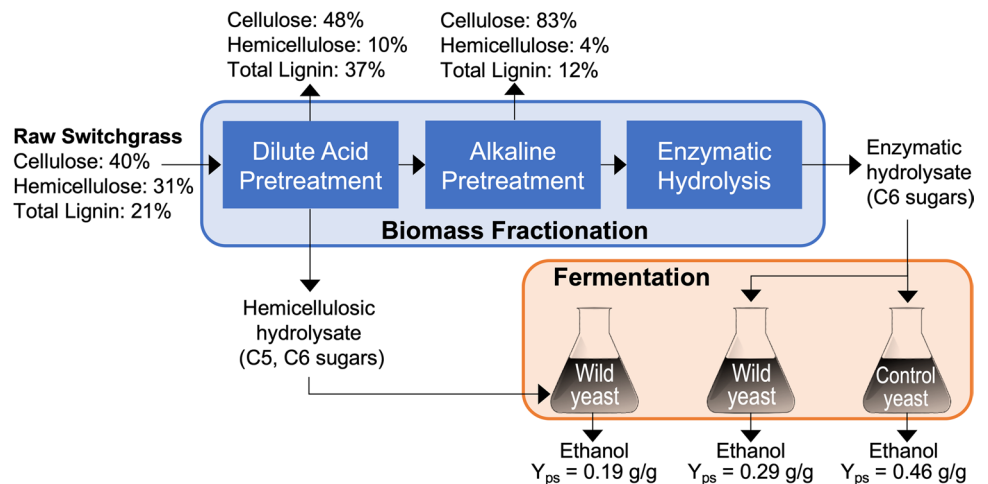 Cellulose: 48%
Hemicellulose: 10%
Total Lignin: 37%
Cellulose: 83%
Hemicellulose: 4%
Total Lignin: 12%
Raw Switchgrass
Cellulose: 40%
Hemicellulose: 31%
Total Lignin: 21%
Dilute Acid
Pretreatment
Alkaline
Pretreatment
Enzymatic
Hydrolysis
Biomass Fractionation
Enzymatic
hydrolysate
(C6 sugars)
Hemicellulosic
hydrolysate
(C5, C6 sugars)
Fermentation
Wild
yeast
Wild
yeast
Control
yeast
Ethanol
Yps = 0.19 g/g
Ethanol
Yps = 0.29 g/g
Ethanol
Yps = 0.46 g/g